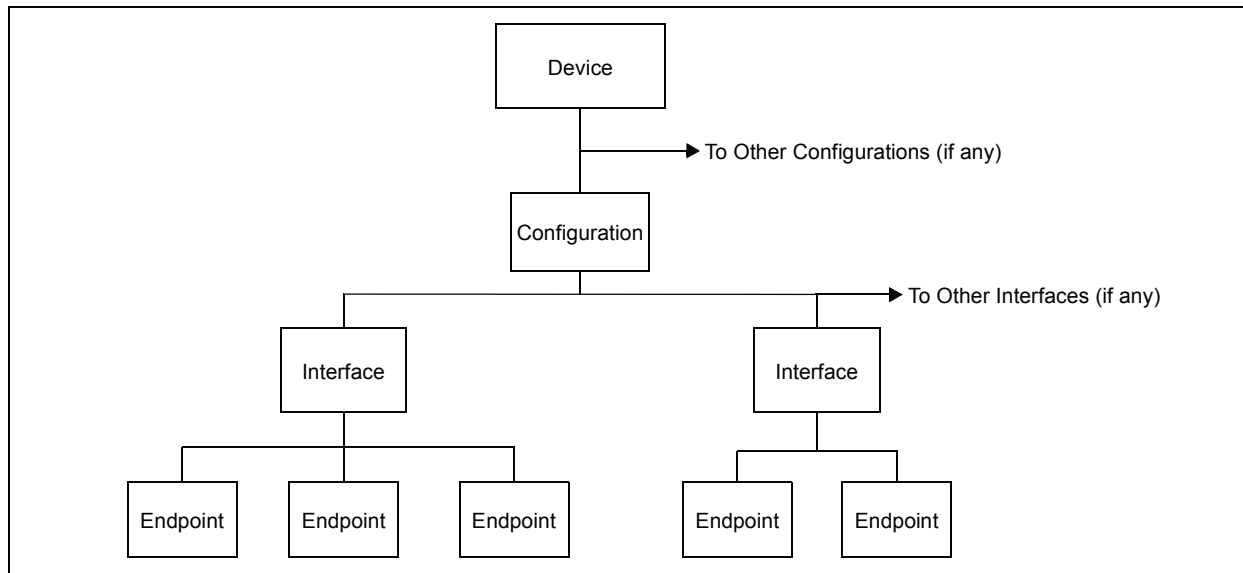 Device
To Other Configurations (if any)
Configuration
To Other Interfaces (if any)
Interface
Interface
Endpoint
Endpoint
Endpoint
Endpoint
Endpoint